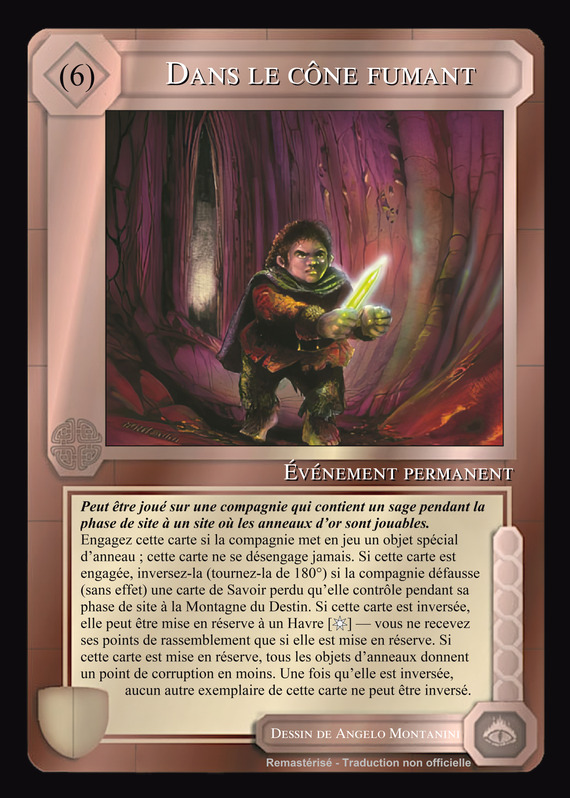 (6)
Dans le cône fumant
Événement permanent
Peut être joué sur une compagnie qui contient un sage pendant la
phase de site à un site où les anneaux d’or sont jouables.
Engagez cette carte si la compagnie met en jeu un objet spécial
d’anneau ; cette carte ne se désengage jamais. Si cette carte est
engagée, inversez-la (tournez-la de 180°) si la compagnie défausse
(sans effet) une carte de Savoir perdu qu’elle contrôle pendant sa
phase de site à la Montagne du Destin. Si cette carte est inversée,
elle peut être mise en réserve à un Havre [] — vous ne recevez
ses points de rassemblement que si elle est mise en réserve. Si
cette carte est mise en réserve, tous les objets d’anneaux donnent
un point de corruption en moins. Une fois qu’elle est inversée,
aucun autre exemplaire de cette carte ne peut être inversé.
Dessin de Angelo Montanini
Remastérisé - Traduction non officielle